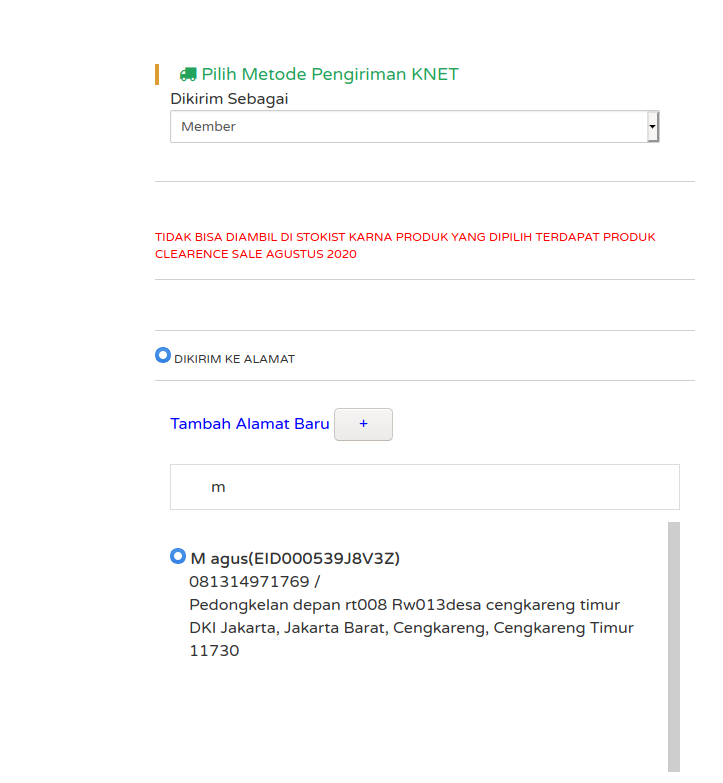 Pilih Metode Pengiriman KNET
Dikirim Sebagai
Member
TIDAK BISA DIAMBIL DI STOKIST KARNA PRODUK YANG DIPILIH TERDAPAT PRODUK
CLEARENCE SALE AGUSTUS 2020
DIKIRIM KE ALAMAT
Tambah Alamat Baru +
m
M agus(EID000539J8V3Z)
081314971769 /
Pedongkelan depan rt008 Rw013desa cengkareng timur
DKI Jakarta, Jakarta Barat, Cengkareng, Cengkareng Timur
11730